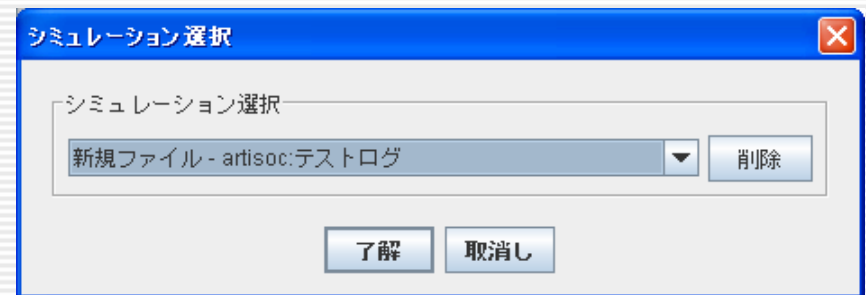 シミュレーション選択
シミュレーション選択
新規ファイル - artisoc:テストログ
削除
了解
取消し